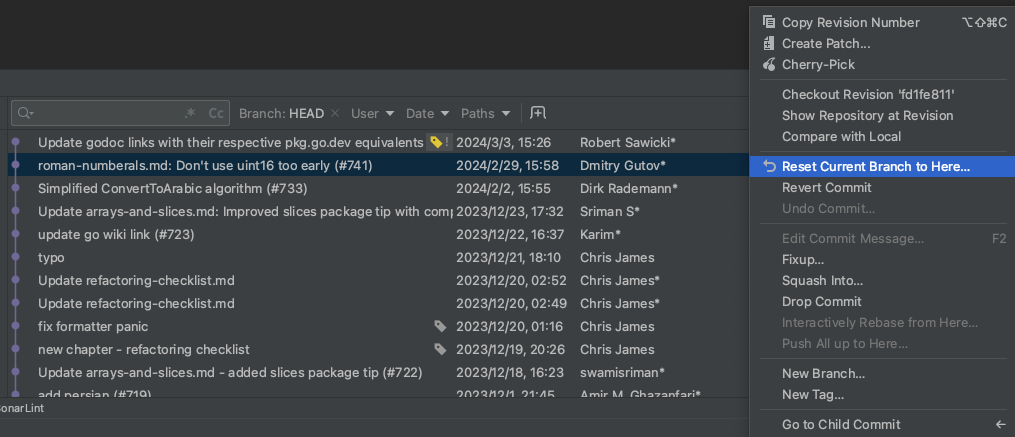 Copy Revision Number ⌥⇧⌘C
Create Patch...
Cherry-Pick
Checkout Revision 'fd1fe811'
Show Repository at Revision
Compare with Local
Reset Current Branch to Here...
Revert Commit
Undo Commit...
Edit Commit Message... F2
Fixup...
Squash Into...
Drop Commit
Interactively Rebase from Here...
Push All up to Here...
New Branch...
New Tag...
Go to Child Commit ←
.* Cc Branch: HEAD × User Date Paths
Update godoc links with their respective pkg.go.dev equivalents ! 2024/3/3, 15:26 Robert Sawicki*
roman-numberals.md: Don't use uint16 too early (#741) 2024/2/29, 15:58 Dmitry Gutov*
Simplified ConvertToArabic algorithm (#733) 2024/2/2, 15:55 Dirk Rademann*
Update arrays-and-slices.md: Improved slices package tip with comp 2023/12/23, 17:32 Sriman S*
update go wiki link (#723) 2023/12/22, 16:37 Karim*
typo 2023/12/21, 18:10 Chris James
Update refactoring-checklist.md 2023/12/20, 02:52 Chris James*
Update refactoring-checklist.md 2023/12/20, 02:49 Chris James*
fix formatter panic 2023/12/20, 01:16 Chris James
new chapter - refactoring checklist 2023/12/19, 20:26 Chris James
Update arrays-and-slices.md - added slices package tip (#722) 2023/12/18, 16:23 swamisriman*
add persian (#719) 2023/12/1, 21:45 Amir M. Ghazanfari*
SonarLint